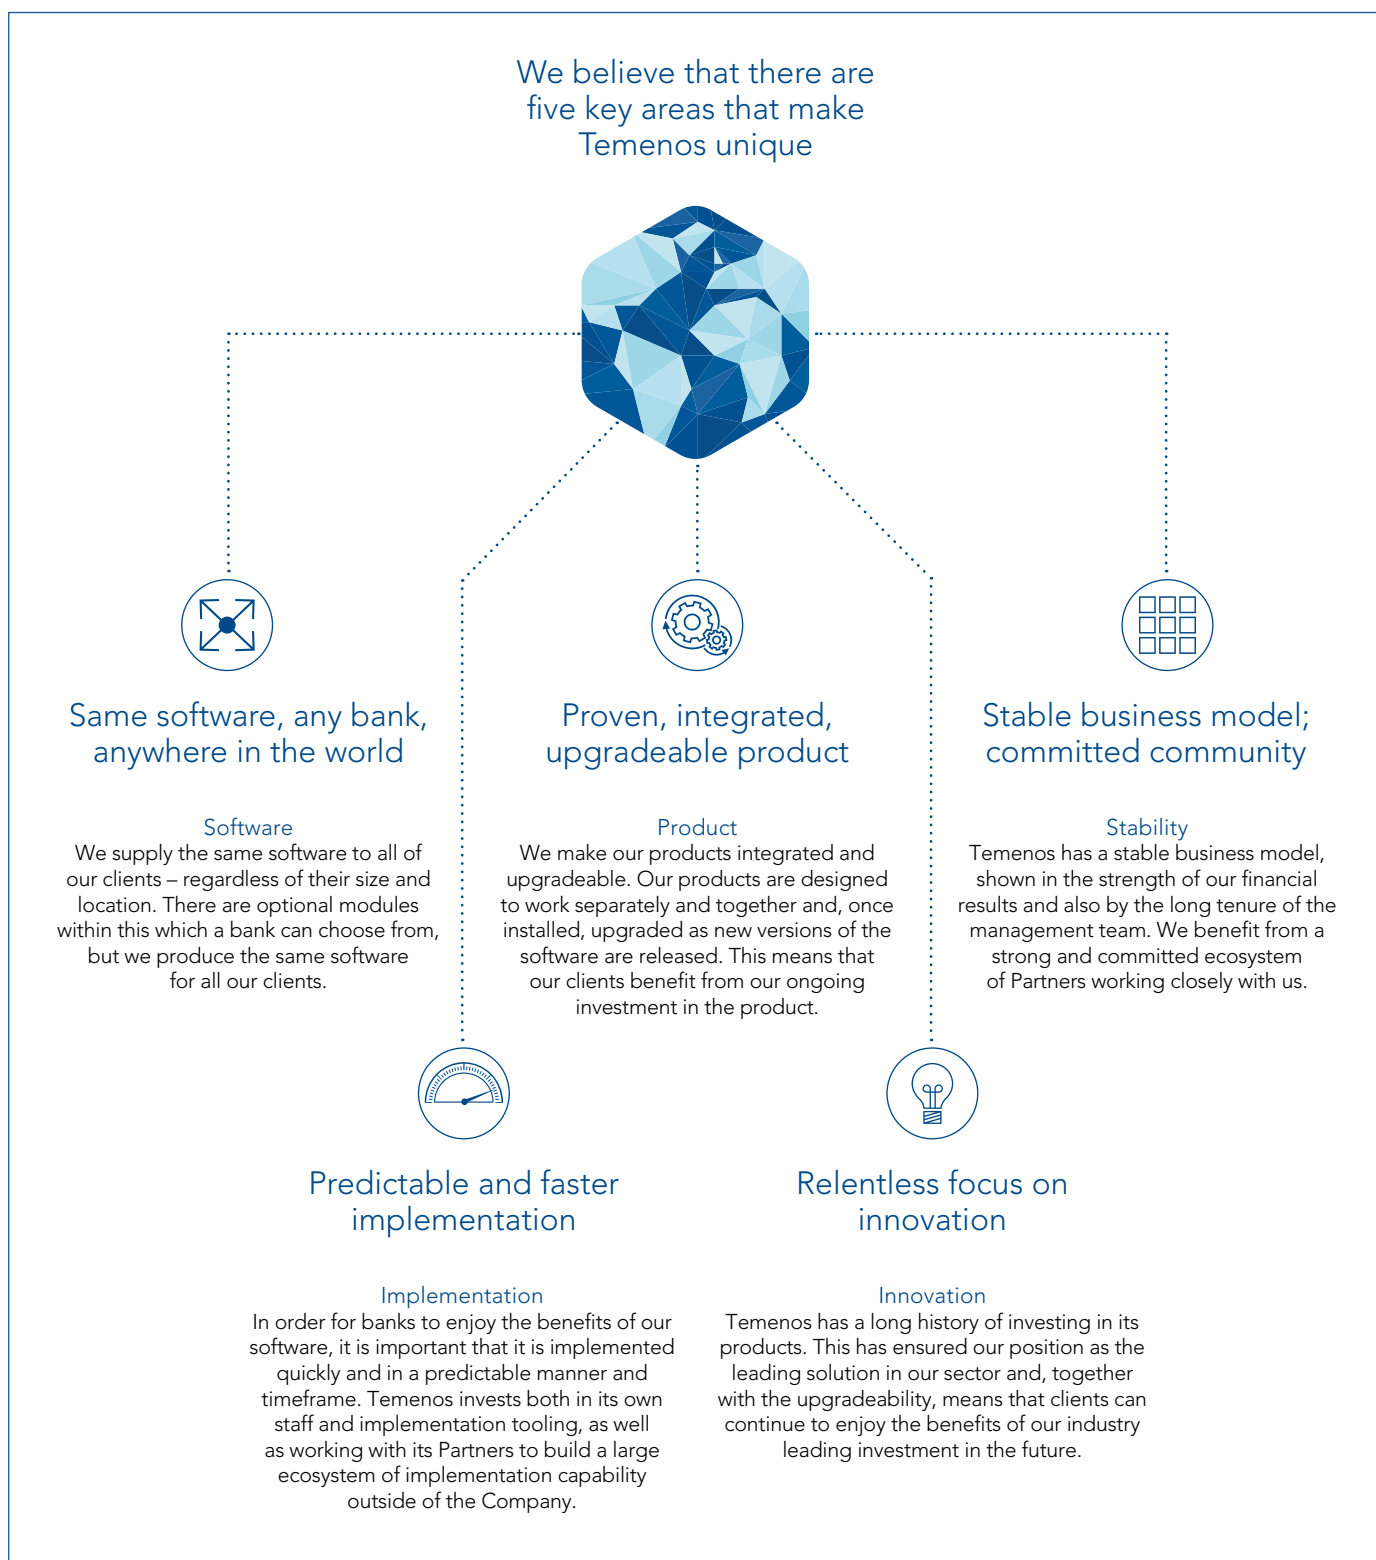 We believe that there are
five key areas that make
Temenos unique
Same software, any bank,
anywhere in the world
Software
We supply the same software to all of
our clients – regardless of their size and
location. There are optional modules
within this which a bank can choose from,
but we produce the same software
for all our clients.
Proven, integrated,
upgradeable product
Product
We make our products integrated and
upgradeable. Our products are designed
to work separately and together and, once
installed, upgraded as new versions of the
software are released. This means that
our clients benefit from our ongoing
investment in the product.
Stable business model;
committed community
Stability
Temenos has a stable business model,
shown in the strength of our financial
results and also by the long tenure of the
management team. We benefit from a
strong and committed ecosystem
of Partners working closely with us.
Predictable and faster
implementation
Implementation
In order for banks to enjoy the benefits of our
software, it is important that it is implemented
quickly and in a predictable manner and
timeframe. Temenos invests both in its own
staff and implementation tooling, as well
as working with its Partners to build a large
ecosystem of implementation capability
outside of the Company.
Relentless focus on
innovation
Innovation
Temenos has a long history of investing in its
products. This has ensured our position as the
leading solution in our sector and, together
with the upgradeability, means that clients can
continue to enjoy the benefits of our industry
leading investment in the future.